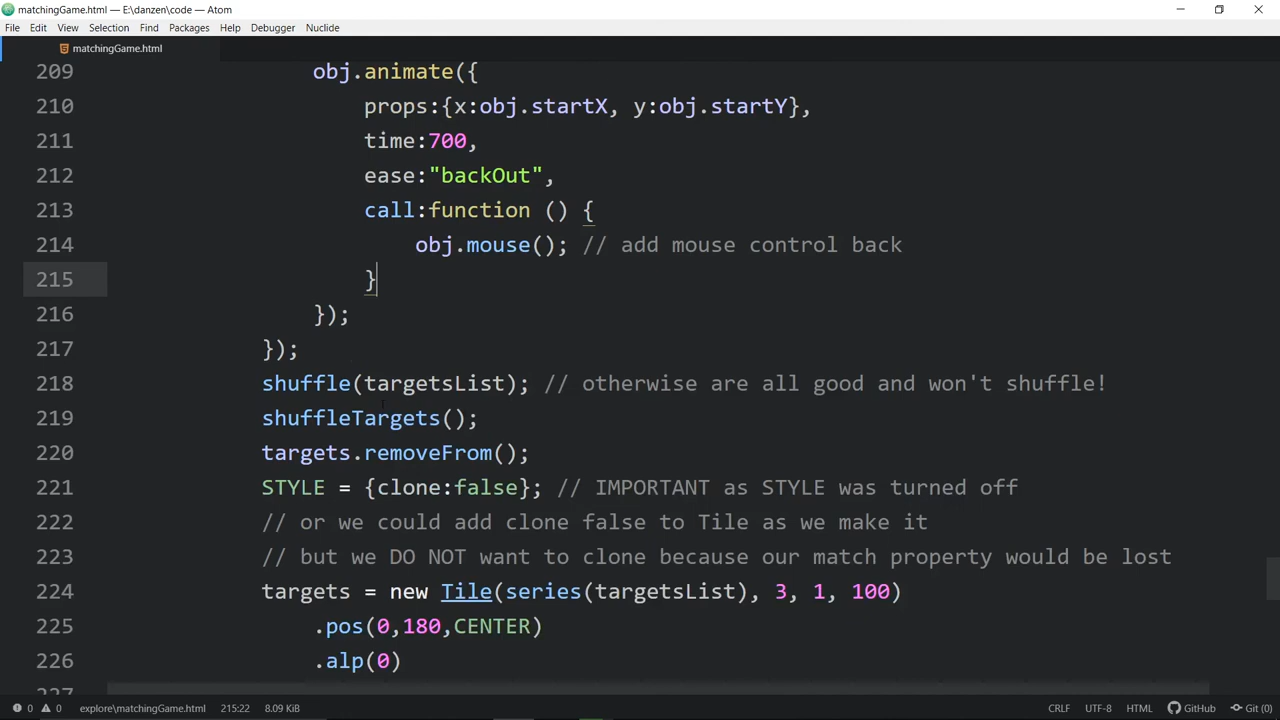 matchingGame.html — E:\danzen\code — Atom
File Edit View Selection Find Packages Help Debugger Nuclide
matchingGame.html
209 obj.animate({
210 props:{x:obj.startX, y:obj.startY},
211 time:700,
212 ease:"backOut",
213 call:function () {
214 obj.mouse(); // add mouse control back
215 }
216 });
217 });
218 shuffle(targetsList); // otherwise are all good and won't shuffle!
219 shuffleTargets();
220 targets.removeFrom();
221 STYLE = {clone:false}; // IMPORTANT as STYLE was turned off
222 // or we could add clone false to Tile as we make it
223 // but we DO NOT want to clone because our match property would be lost
224 targets = new Tile(series(targetsList), 3, 1, 100)
225 .pos(0,180,CENTER)
226 .alp(0)
227
0 0 explore\matchingGame.html 215:22 8.09 KiB CRLF UTF-8 HTML GitHub Git (0)